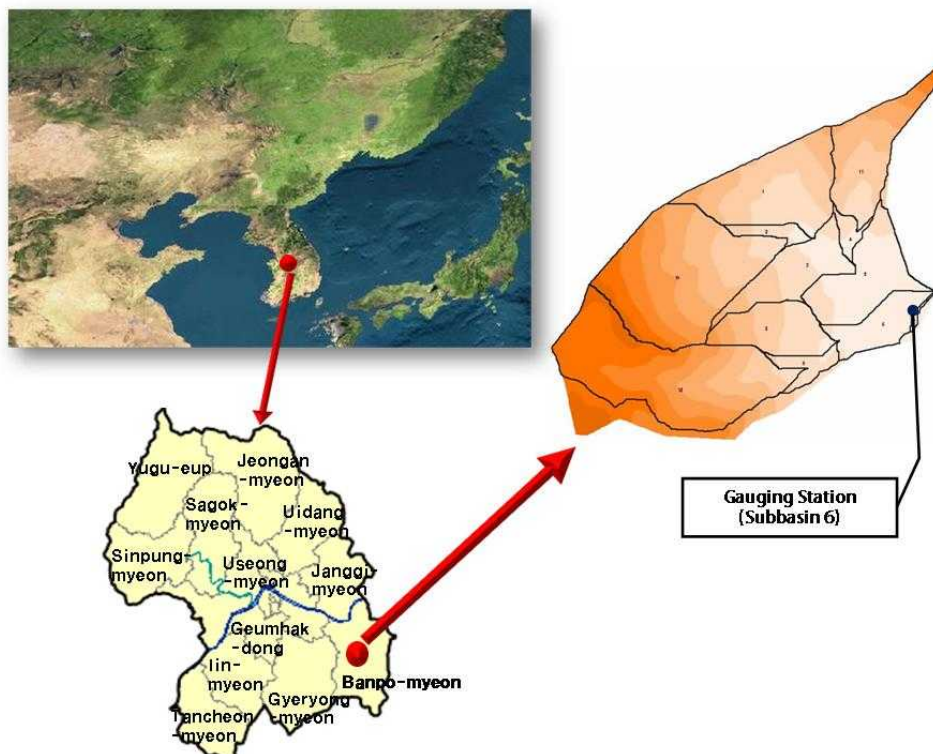 Yugu-eup
Jeongan
-myeon
Sagok-
myeon
Uidang
-myeon
Sinpung-
myeon
Useong
-myeon
Janggi-
myeon
Geumhak
-dong
Iin-
myeon
Banpo-myeon
Gyeryong
-myeon
Tancheon
-myeon
Gauging Station
(Subbasin 6)